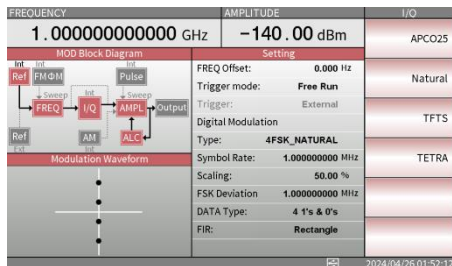 FREQUENCY AMPLITUDE I/Q
1.000000000000 GHz -140.00 dBm
APCO25
MOD Block Diagram
Int Int Int
Ref FMΦM Pulse
Sweep Sweep
FREQ I/Q AMPL Output
Ref AM ALC
Ext Int
Modulation Waveform
Setting
FREQ Offset: 0.000 Hz
Trigger mode: Free Run
Trigger: External
Digital Modulation
Type: 4FSK_NATURAL
Symbol Rate: 1.000000000 MHz
Scaling: 50.00 %
FSK Deviation 1.000000000 MHz
DATA Type: 4 1's & 0's
FIR: Rectangle
Natural
TFTS
TETRA
2024/04/26 01:52:17